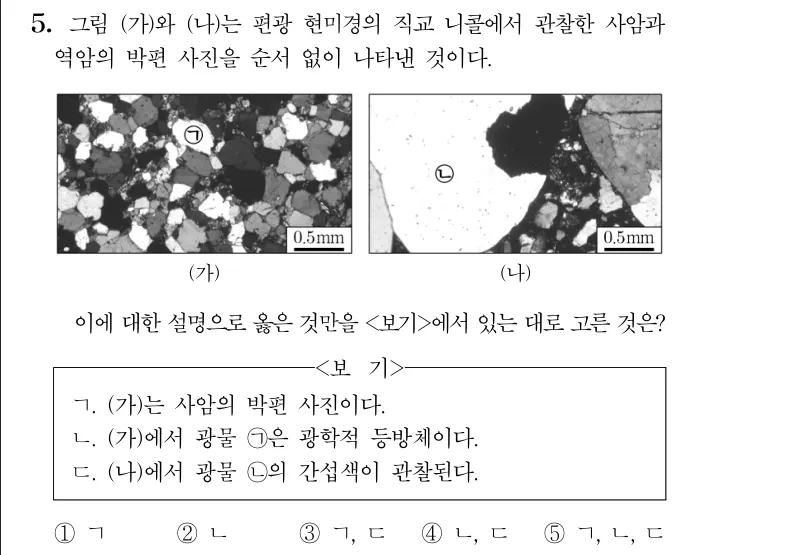 5. 그림 (가)와 (나)는 편광 현미경의 직교 니콜에서 관찰한 사암과
역암의 박편 사진을 순서 없이 나타낸 것이다.
㉠
㉡
0.5mm
0.5mm
(가)
(나)
이에 대한 설명으로 옳은 것만을 <보기>에서 있는 대로 고른 것은?
<보 기>
ㄱ. (가)는 사암의 박편 사진이다.
ㄴ. (가)에서 광물 ㉠은 광학적 등방체이다.
ㄷ. (나)에서 광물 ㉡의 간섭색이 관찰된다.
① ㄱ ② ㄴ ③ ㄱ, ㄷ ④ ㄴ, ㄷ ⑤ ㄱ, ㄴ, ㄷ